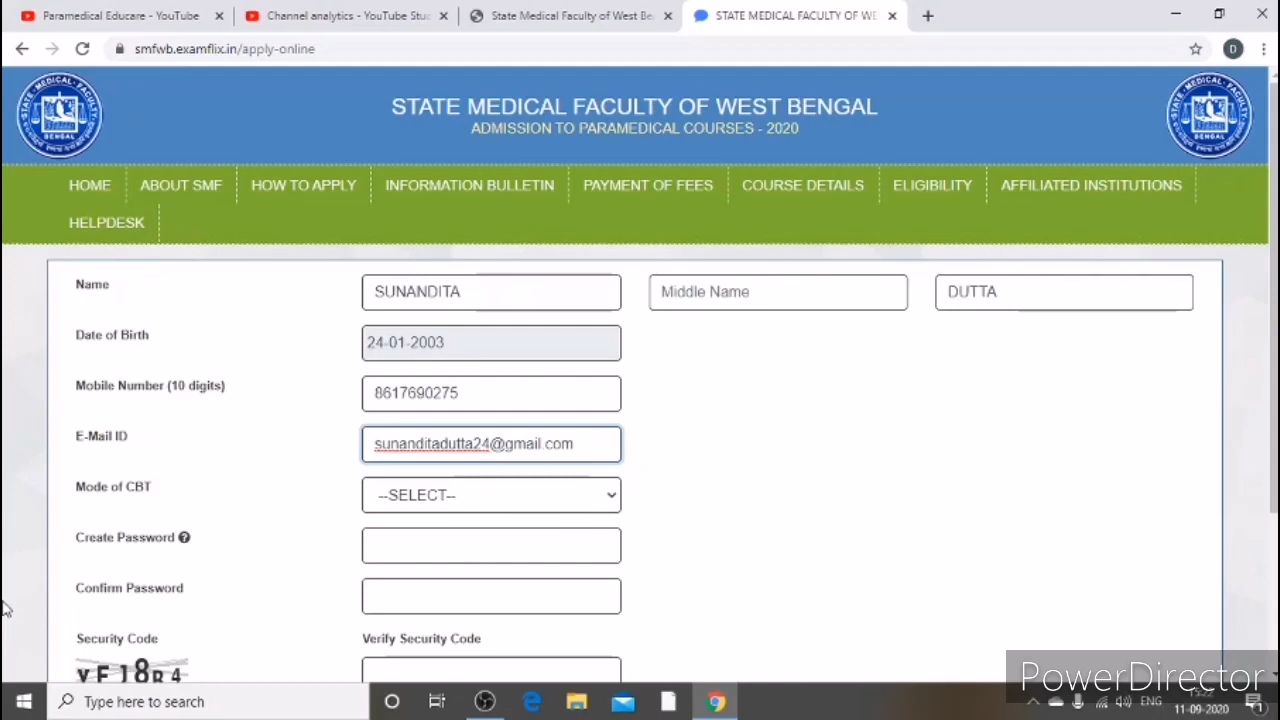 Paramedical Educare - YouTube
Channel analytics - YouTube Stu
State Medical Faculty of West Be
STATE MEDICAL FACULTY OF WE
smfwb.examflix.in/apply-online
D
STATE MEDICAL FACULTY OF WEST BENGAL
ADMISSION TO PARAMEDICAL COURSES - 2020
HOME
ABOUT SMF
HOW TO APPLY
INFORMATION BULLETIN
PAYMENT OF FEES
COURSE DETAILS
ELIGIBILITY
AFFILIATED INSTITUTIONS
HELPDESK
Name
SUNANDITA
Middle Name
DUTTA
Date of Birth
24-01-2003
Mobile Number (10 digits)
8617690275
E-Mail ID
sunanditadutta24@gmail.com
Mode of CBT
--SELECT--
Create Password
Confirm Password
Security Code
Verify Security Code
PowerDirector
Type here to search
ENG
11-09-2020